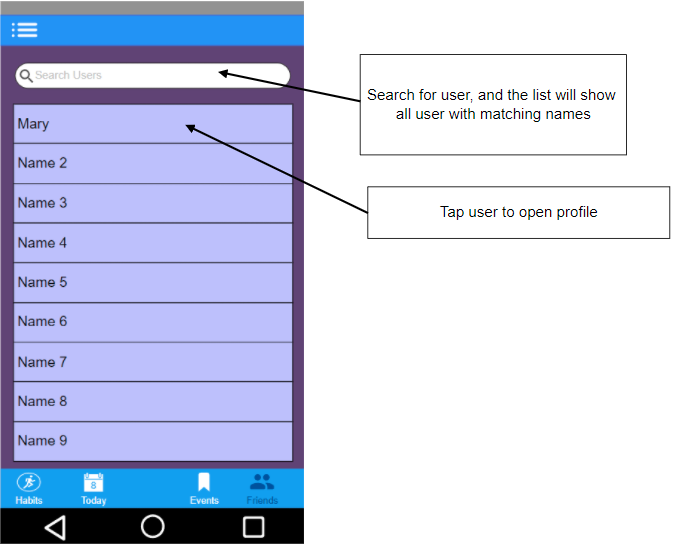 Search Users
Search for user, and the list will show
all user with matching names
Mary
Name 2
Name 3
Tap user to open profile
Name 4
Name 5
Name 6
Name 7
Name 8
Name 9
8
Habits
Today
Events
Friends